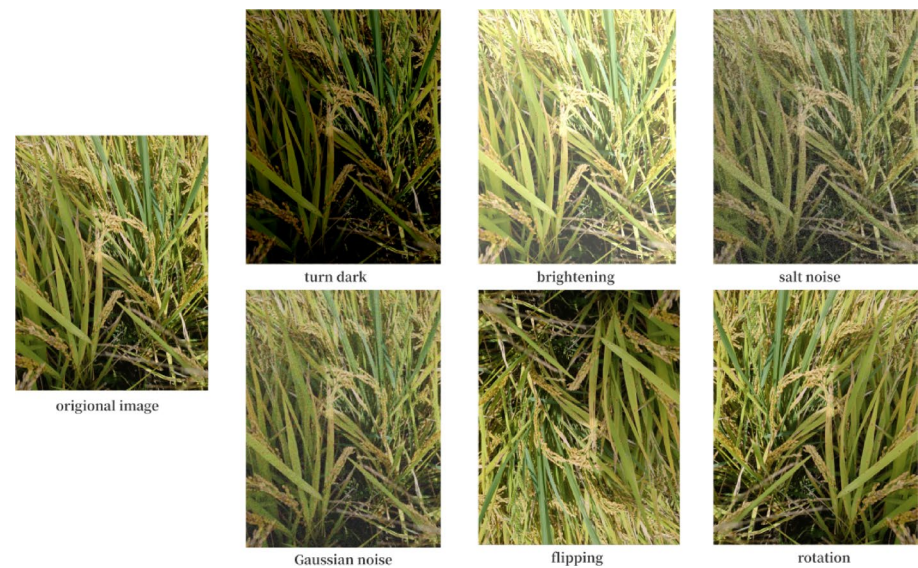 origional image
turn dark
brightening
salt noise
Gaussian noise
flipping
rotation